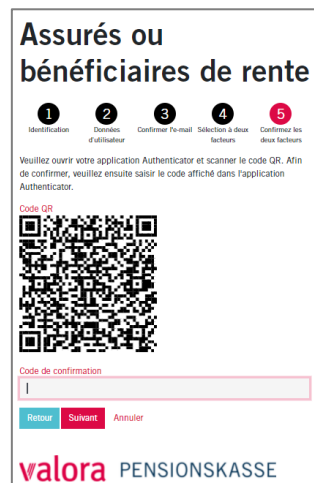 Assurés ou
bénéficiaires de rente
1 2 3 4 5
Identification Données Confirmer l'e-mail Sélection à deux Confirmez les
d'utilisateur facteurs deux facteurs
Veuillez ouvrir votre application Authenticator et scanner le code QR. Afin
de confirmer, veuillez ensuite saisir le code affiché dans l'application
Authenticator.
Code QR
Code de confirmation
Retour Suivant Annuler
valora PENSIONSKASSE